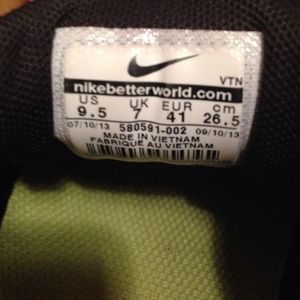 VTN
nikebetterworld.com
US UK EUR cm
9.5 7 41 26.5
07/10/13 580591-002 09/10/13
MADE IN VIETNAM
FABRIQUE AU VIETNAM